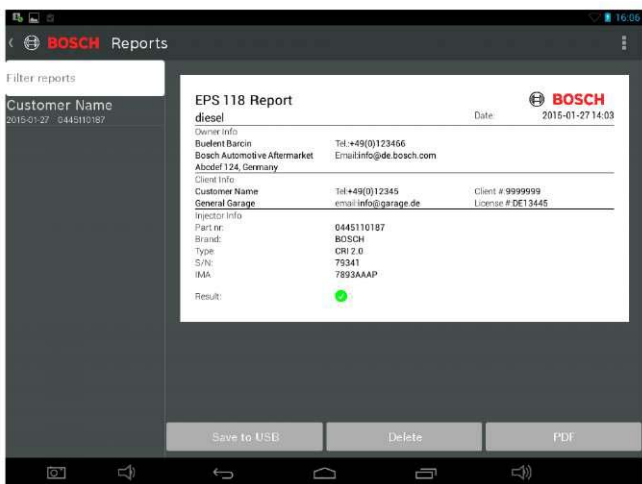 16:06
BOSCH Reports
Filter reports
Customer Name
2015-01-27 0445110187
EPS 118 Report
BOSCH
diesel
Date: 2015-01-27 14:03
Owner Info
Buelent Barcin Tel.:+49(0)123466
Bosch Automotive Aftermarket Email:info@de.bosch.com
Abcdef 124, Germany
Client Info
Customer Name Tel:+49(0)12345 Client #:9999999
General Garage email:info@garage.de License #:DE13445
Injector Info
Part nr: 0445110187
Brand: BOSCH
Type CRI 2.0
S/N: 79341
IMA 7893AAAP
Result:
Save to USB Delete PDF